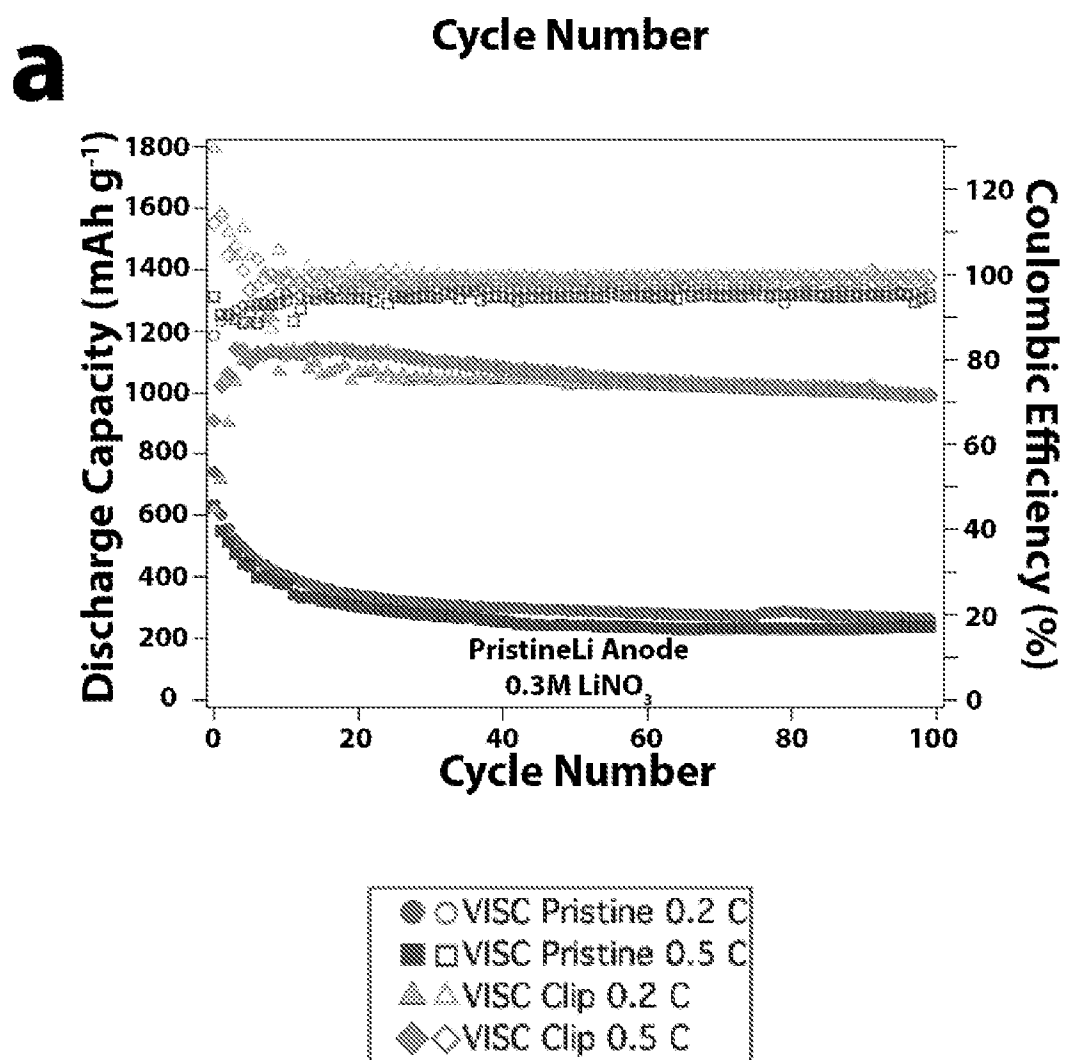 Cycle Number
a
Discharge Capacity (mAh g⁻¹)
1800
1600
1400
1200
1000
800
600
400
200
0
120
100
80
60
40
20
0
Coulombic Efficiency (%)
PristineLi Anode
0.3M LiNO₃
0 20 40 60 80 100
Cycle Number
VISC Pristine 0.2 C
VISC Pristine 0.5 C
VISC Clip 0.2 C
VISC Clip 0.5 C